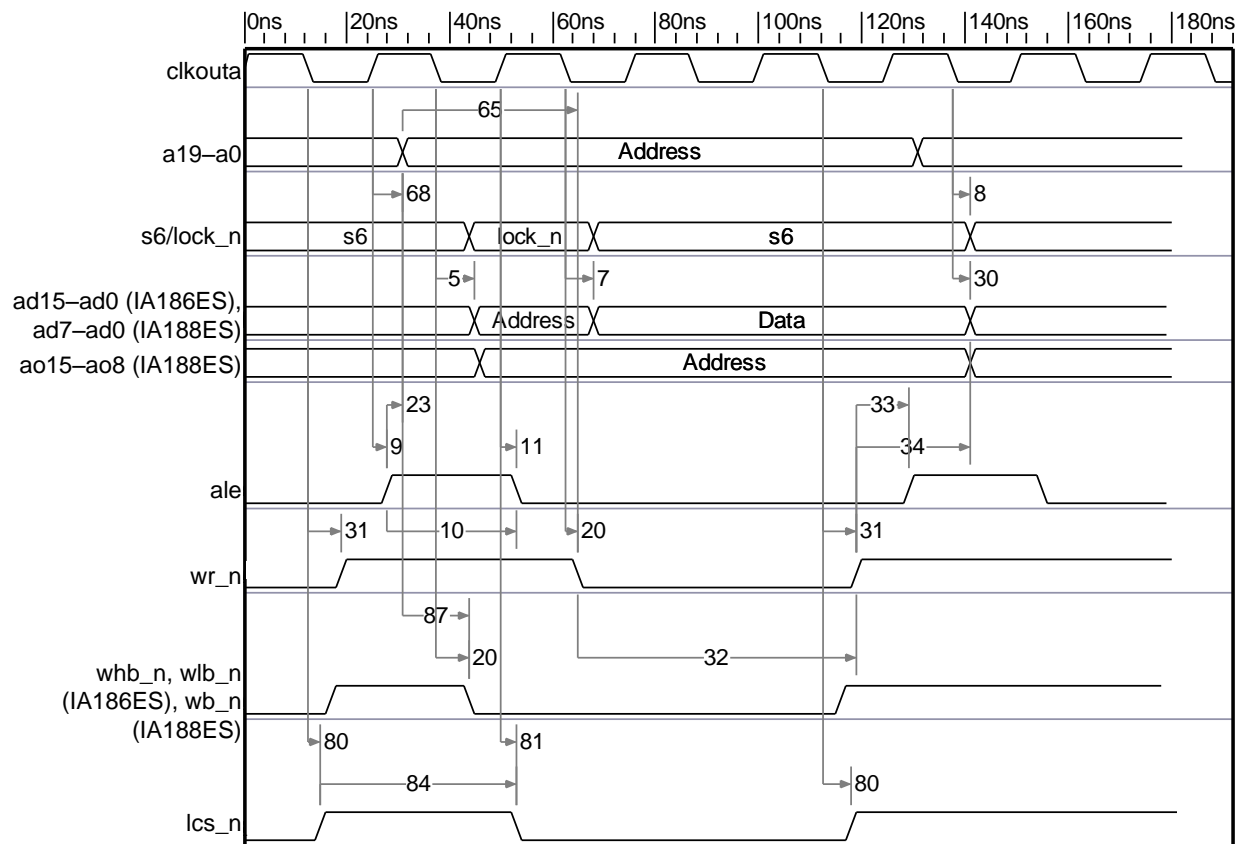 0ns 20ns 40ns 60ns 80ns 100ns 120ns 140ns 160ns 180ns
clkouta
65
a19–a0 Address
68 8
s6/lock_n s6 lock_n s6
5 7 30
ad15–ad0 (IA186ES),
ad7–ad0 (IA188ES) Address Data
ao15–ao8 (IA188ES) Address
23 33
9 11 34
ale
31 10 20 31
wr_n
87
20 32
whb_n, wlb_n
(IA186ES), wb_n
(IA188ES)
80 81
84 80
lcs_n